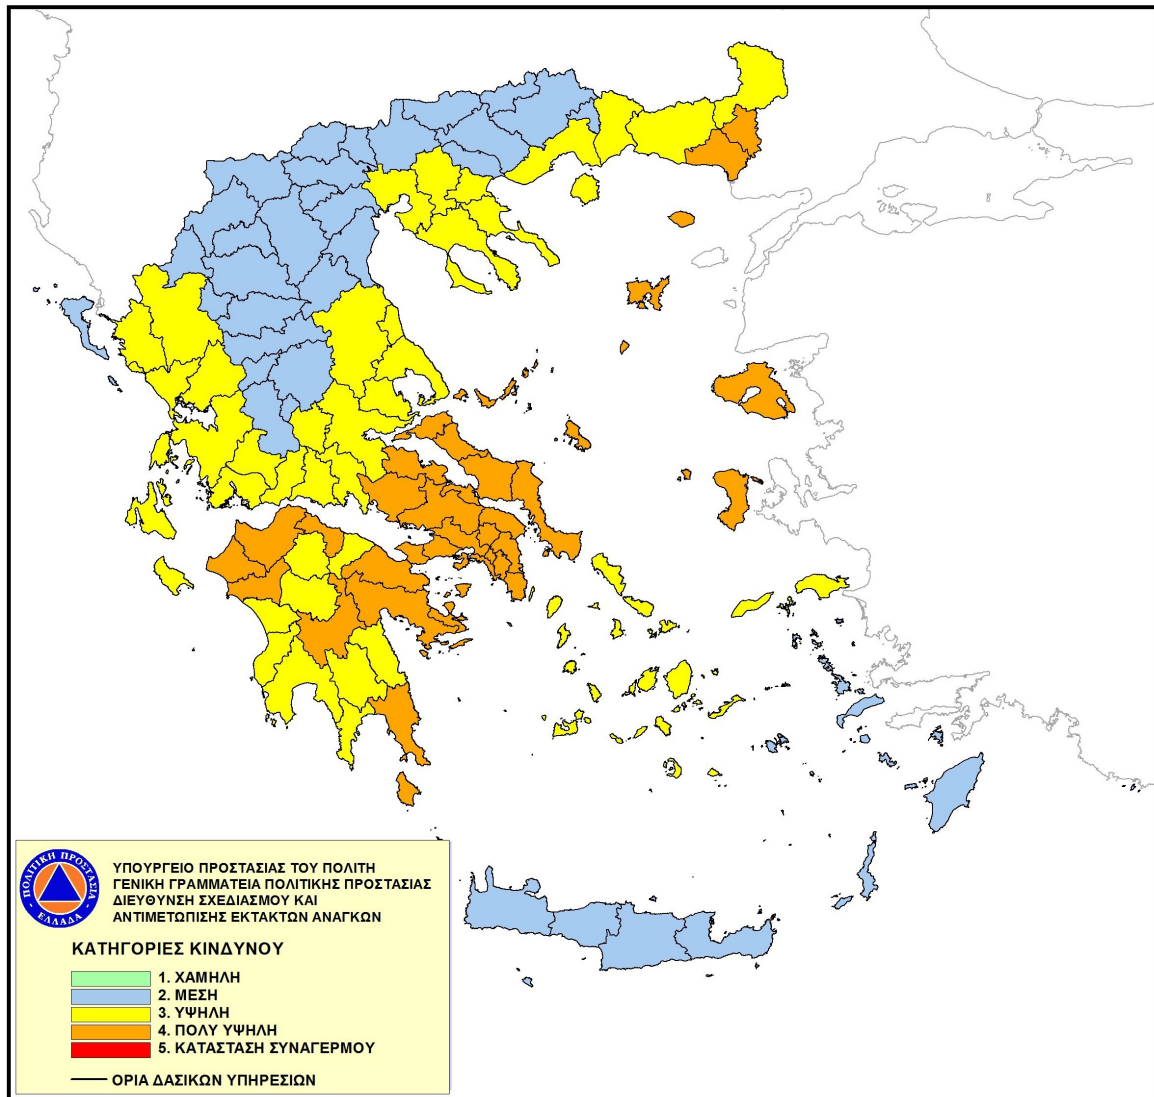 ΠΟΛΙΤΙΚΗ ΠΡΟΣΤΑΣΙΑ
- ΕΛΛΑΔΑ -
ΥΠΟΥΡΓΕΙΟ ΠΡΟΣΤΑΣΙΑΣ ΤΟΥ ΠΟΛΙΤΗ
ΓΕΝΙΚΗ ΓΡΑΜΜΑΤΕΙΑ ΠΟΛΙΤΙΚΗΣ ΠΡΟΣΤΑΣΙΑΣ
ΔΙΕΥΘΥΝΣΗ ΣΧΕΔΙΑΣΜΟΥ ΚΑΙ
ΑΝΤΙΜΕΤΩΠΙΣΗΣ ΕΚΤΑΚΤΩΝ ΑΝΑΓΚΩΝ
ΚΑΤΗΓΟΡΙΕΣ ΚΙΝΔΥΝΟΥ
1. ΧΑΜΗΛΗ
2. ΜΕΣΗ
3. ΥΨΗΛΗ
4. ΠΟΛΥ ΥΨΗΛΗ
5. ΚΑΤΑΣΤΑΣΗ ΣΥΝΑΓΕΡΜΟΥ
ΟΡΙΑ ΔΑΣΙΚΩΝ ΥΠΗΡΕΣΙΩΝ